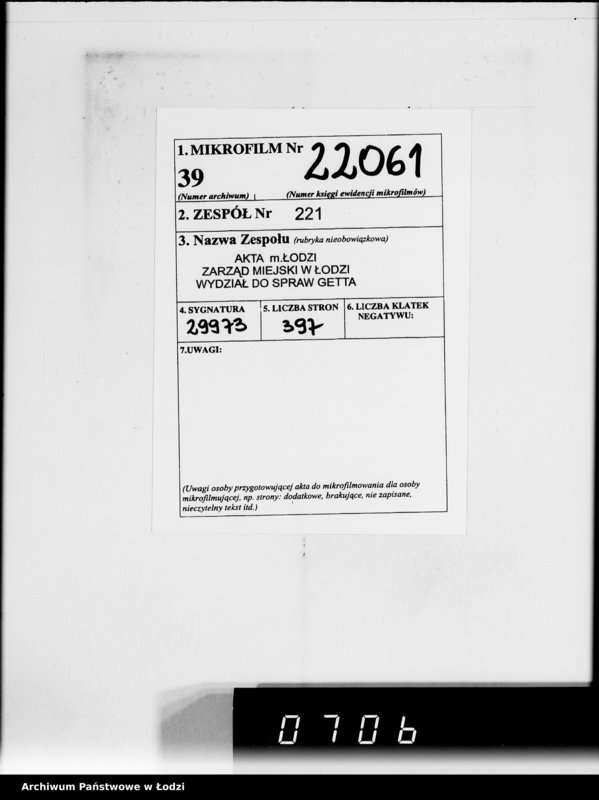 1. MIKROFILM Nr 22061
39
(Numer archiwum) (Numer księgi ewidencji mikrofilmów)
2. ZESPÓŁ Nr 221
3. Nazwa Zespołu (rubryka nieobowiązkowa)
AKTA m.ŁODZI
ZARZĄD MIEJSKI W ŁODZI
WYDZIAŁ DO SPRAW GETTA
4. SYGNATURA 5. LICZBA STRON 6. LICZBA KLATEK
NEGATYWU:
29973 397
7.UWAGI:
(Uwagi osoby przygotowującej akta do mikrofilmowania dla osoby
mikrofilmującej, np. strony: dodatkowe, brakujące, nie zapisane,
nieczytelny tekst itd.)
0706
Archiwum Państwowe w Łodzi